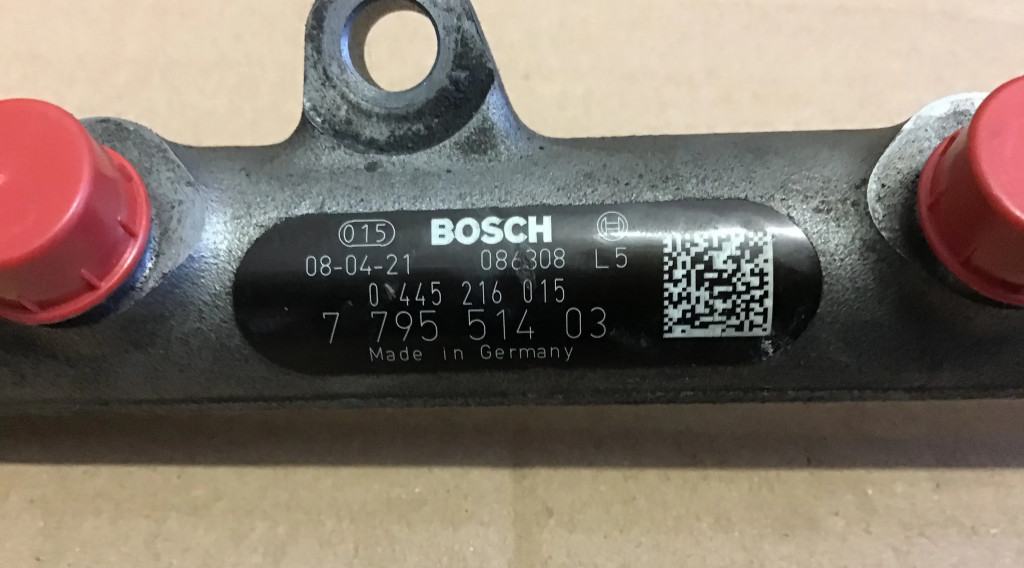 015 BOSCH
08-04-21 086308 L5
0 445 216 015
7 795 514 03
Made in Germany